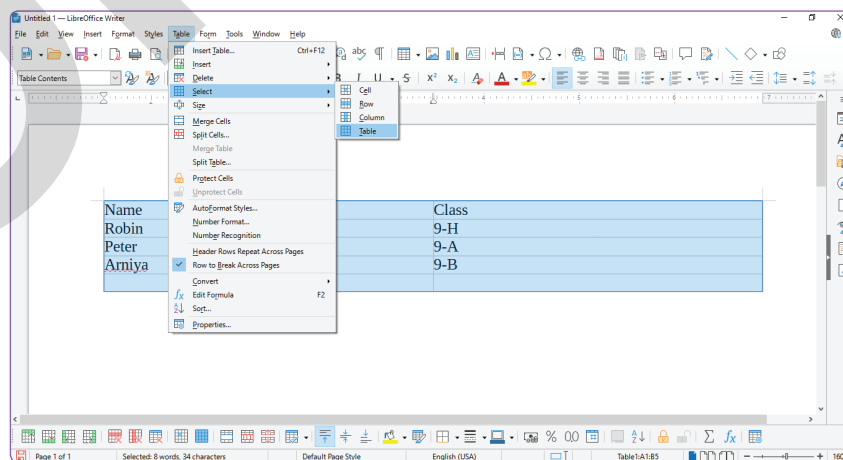 Untitled 1 — LibreOffice Writer
File Edit View Insert Format Styles Table Form Tools Window Help
Table Contents
Insert Table... Ctrl+F12
Insert
Delete
Select
Size
Merge Cells
Split Cells...
Merge Table
Split Table...
Protect Cells
Unprotect Cells
AutoFormat Styles...
Number Format...
Number Recognition
Header Rows Repeat Across Pages
Row to Break Across Pages
Convert
Edit Formula F2
Sort...
Properties...
Cell
Row
Column
Table
Name Class
Robin 9-H
Peter 9-A
Arniya 9-B
Page 1 of 1 Selected: 8 words, 34 characters Default Page Style English (USA) Table1:A1:B5 160